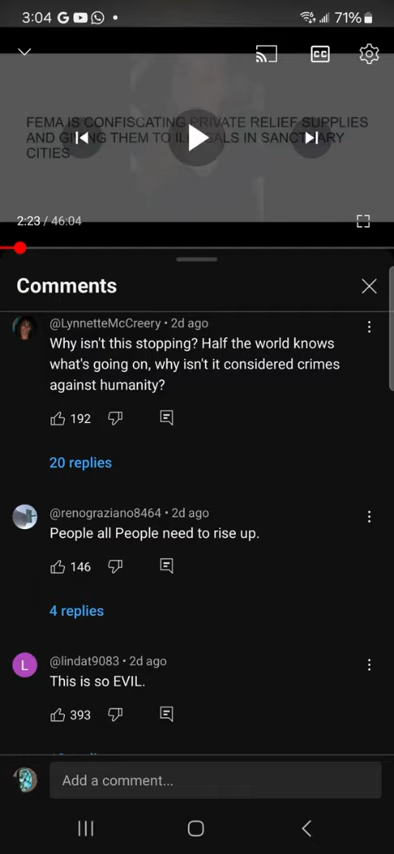 3:04 G 71%
CC
FEMA IS CONFISCATING PRIVATE RELIEF SUPPLIES
AND GIVING THEM TO ILLEGALS IN SANCTUARY
CITIES
2:23 / 46:04
Comments
@LynnetteMcCreery • 2d ago
Why isn't this stopping? Half the world knows
what's going on, why isn't it considered crimes
against humanity?
192
20 replies
@renograziano8464 • 2d ago
People all People need to rise up.
146
4 replies
L @lindat9083 • 2d ago
This is so EVIL.
393
Add a comment...